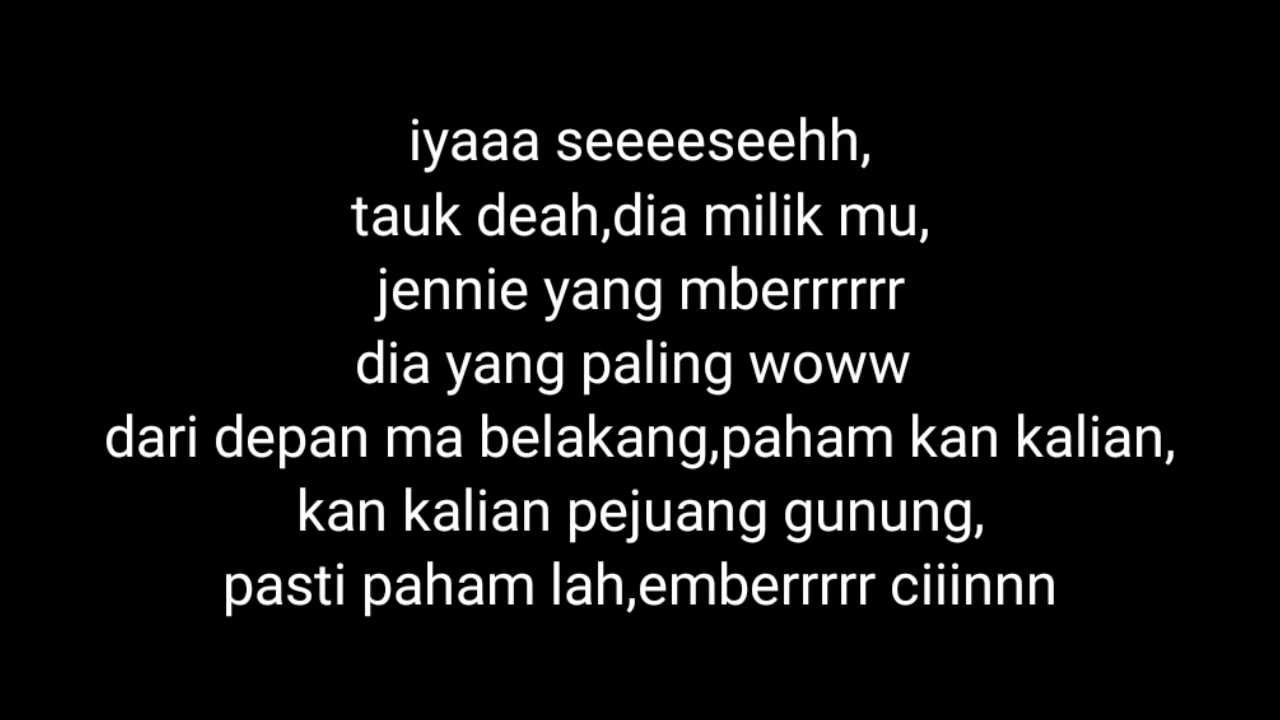 iyaaa seeeeseehh,
tauk deah,dia milik mu,
jennie yang mberrrrrr
dia yang paling woww
dari depan ma belakang,paham kan kalian,
kan kalian pejuang gunung,
pasti paham lah,emberrrrr ciiinnn